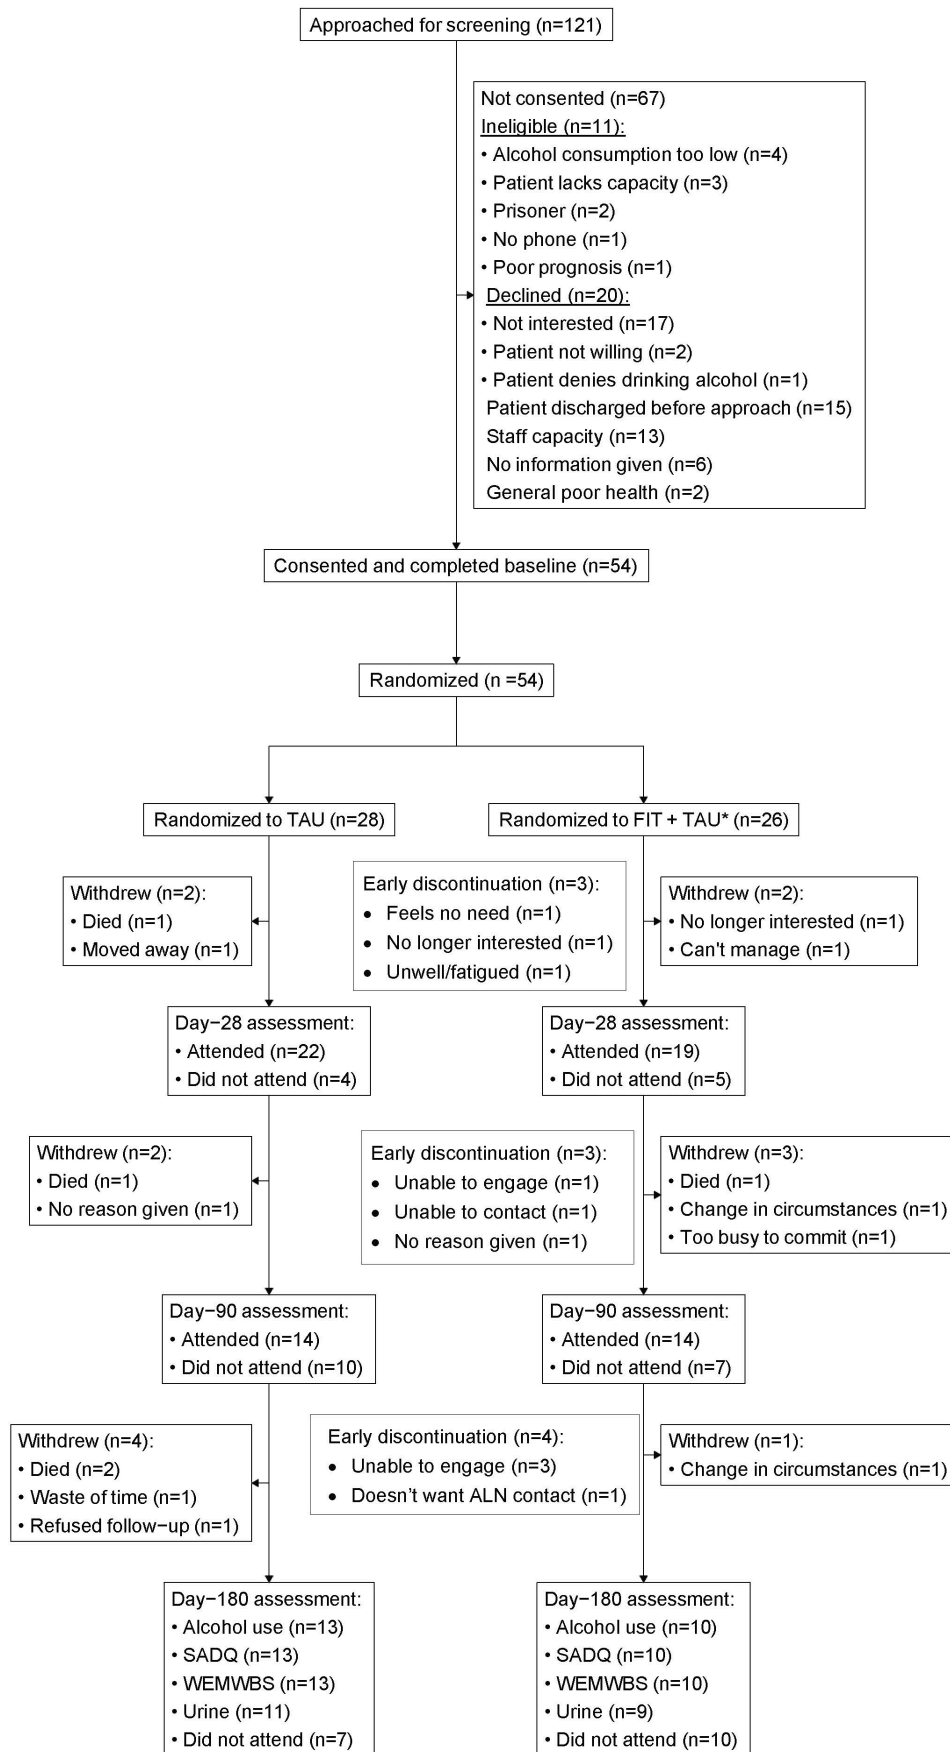 Approached for screening (n=121)
Not consented (n=67)
Ineligible (n=11):
• Alcohol consumption too low (n=4)
• Patient lacks capacity (n=3)
• Prisoner (n=2)
• No phone (n=1)
• Poor prognosis (n=1)
Declined (n=20):
• Not interested (n=17)
• Patient not willing (n=2)
• Patient denies drinking alcohol (n=1)
Patient discharged before approach (n=15)
Staff capacity (n=13)
No information given (n=6)
General poor health (n=2)
Consented and completed baseline (n=54)
Randomized (n =54)
Randomized to TAU (n=28)
Randomized to FIT + TAU* (n=26)
Withdrew (n=2):
• Died (n=1)
• Moved away (n=1)
Early discontinuation (n=3):
• Feels no need (n=1)
• No longer interested (n=1)
• Unwell/fatigued (n=1)
Withdrew (n=2):
• No longer interested (n=1)
• Can't manage (n=1)
Day−28 assessment:
• Attended (n=22)
• Did not attend (n=4)
Day−28 assessment:
• Attended (n=19)
• Did not attend (n=5)
Withdrew (n=2):
• Died (n=1)
• No reason given (n=1)
Early discontinuation (n=3):
• Unable to engage (n=1)
• Unable to contact (n=1)
• No reason given (n=1)
Withdrew (n=3):
• Died (n=1)
• Change in circumstances (n=1)
• Too busy to commit (n=1)
Day−90 assessment:
• Attended (n=14)
• Did not attend (n=10)
Day−90 assessment:
• Attended (n=14)
• Did not attend (n=7)
Withdrew (n=4):
• Died (n=2)
• Waste of time (n=1)
• Refused follow−up (n=1)
Early discontinuation (n=4):
• Unable to engage (n=3)
• Doesn’t want ALN contact (n=1)
Withdrew (n=1):
• Change in circumstances (n=1)
Day−180 assessment:
• Alcohol use (n=13)
• SADQ (n=13)
• WEMWBS (n=13)
• Urine (n=11)
• Did not attend (n=7)
Day−180 assessment:
• Alcohol use (n=10)
• SADQ (n=10)
• WEMWBS (n=10)
• Urine (n=9)
• Did not attend (n=10)